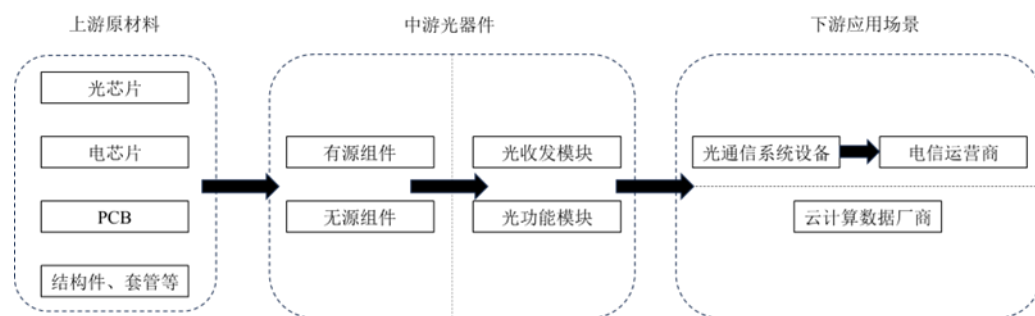 上游原材料
中游光器件
下游应用场景
光芯片
电芯片
PCB
结构件、套管等
有源组件
无源组件
光收发模块
光功能模块
光通信系统设备
电信运营商
云计算数据厂商